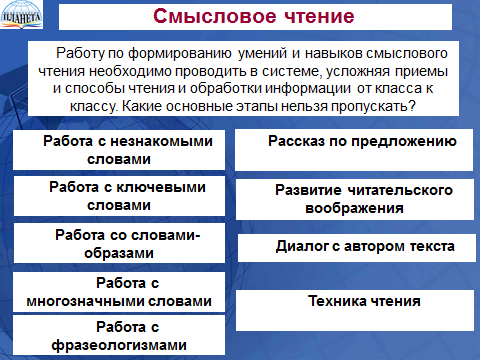 ПЛАНЕТА
Смысловое чтение
Работу по формированию умений и навыков смыслового
чтения необходимо проводить в системе, усложняя приемы
и способы чтения и обработки информации от класса к
классу. Какие основные этапы нельзя пропускать?
Работа с незнакомыми
словами
Работа с ключевыми
словами
Работа со словами-
образами
Работа с
многозначными словами
Работа с
фразеологизмами
Рассказ по предложению
Развитие читательского
воображения
Диалог с автором текста
Техника чтения